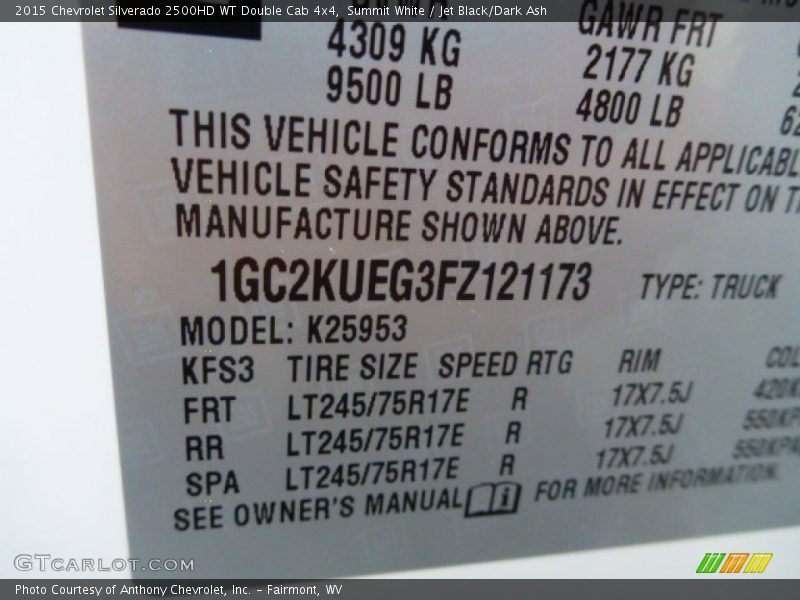 2015 Chevrolet Silverado 2500HD WT Double Cab 4x4, Summit White / Jet Black/Dark Ash
GAWR FRT
4309 KG 2177 KG
9500 LB 4800 LB
THIS VEHICLE CONFORMS TO ALL
VEHICLE SAFETY STANDARDS IN EFFECT ON
MANUFACTURE SHOWN ABOVE.
1GC2KUEG3FZ121173 TYPE: TRUCK
MODEL: K25953
KFS3 TIRE SIZE SPEED RTG RIM
FRT LT245/75R17E R 17X7.5J
RR LT245/75R17E R 17X7.5J
SPA LT245/75R17E R 17X7.5J
SEE OWNER'S MANUAL FOR MORE INFORMATION.
GTcarlot.com
Photo Courtesy of Anthony Chevrolet, Inc. - Fairmont, WV